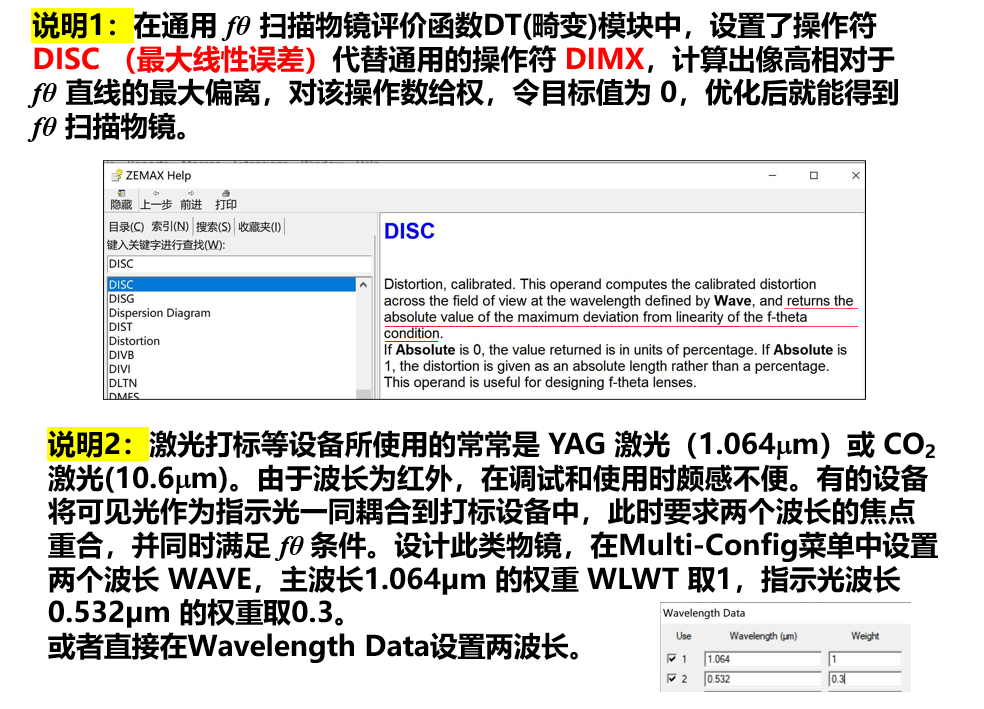 说明1：在通用 fθ 扫描物镜评价函数DT(畸变)模块中，设置了操作符
DISC （最大线性误差）代替通用的操作符 DIMX，计算出像高相对于
fθ 直线的最大偏离，对该操作数给权，令目标值为 0，优化后就能得到
fθ 扫描物镜。
ZEMAX Help
隐藏 上一步 前进 打印
目录(C) 索引(N) 搜索(S) 收藏夹(I)
键入关键字进行查找(W):
DISC
DISC
DISG
Dispersion Diagram
DIST
Distortion
DIVB
DIVI
DLTN
DMFS
DISC
Distortion, calibrated. This operand computes the calibrated distortion
across the field of view at the wavelength defined by Wave, and returns the
absolute value of the maximum deviation from linearity of the f-theta
condition.
If Absolute is 0, the value returned is in units of percentage. If Absolute is
1, the distortion is given as an absolute length rather than a percentage.
This operand is useful for designing f-theta lenses.
说明2：激光打标等设备所使用的常常是 YAG 激光（1.064μm）或 CO₂
激光(10.6μm)。由于波长为红外，在调试和使用时颇感不便。有的设备
将可见光作为指示光一同耦合到打标设备中，此时要求两个波长的焦点
重合，并同时满足 fθ 条件。设计此类物镜，在Multi-Config菜单中设置
两个波长 WAVE，主波长1.064μm 的权重 WLWT 取1，指示光波长
0.532μm 的权重取0.3。
或者直接在Wavelength Data设置两波长。
Wavelength Data
Use Wavelength (μm) Weight
1 1.064 1
2 0.532 0.3